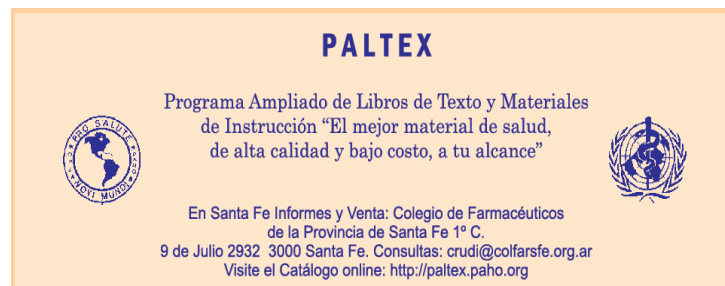 PALTEX
Programa Ampliado de Libros de Texto y Materiales
de Instrucción “El mejor material de salud,
de alta calidad y bajo costo, a tu alcance”
PRO SALUTE
NOVI MUNDI
En Santa Fe Informes y Venta: Colegio de Farmacéuticos
de la Provincia de Santa Fe 1º C.
9 de Julio 2932 3000 Santa Fe. Consultas: crudi@colfarsfe.org.ar
Visite el Catálogo online: http://paltex.paho.org